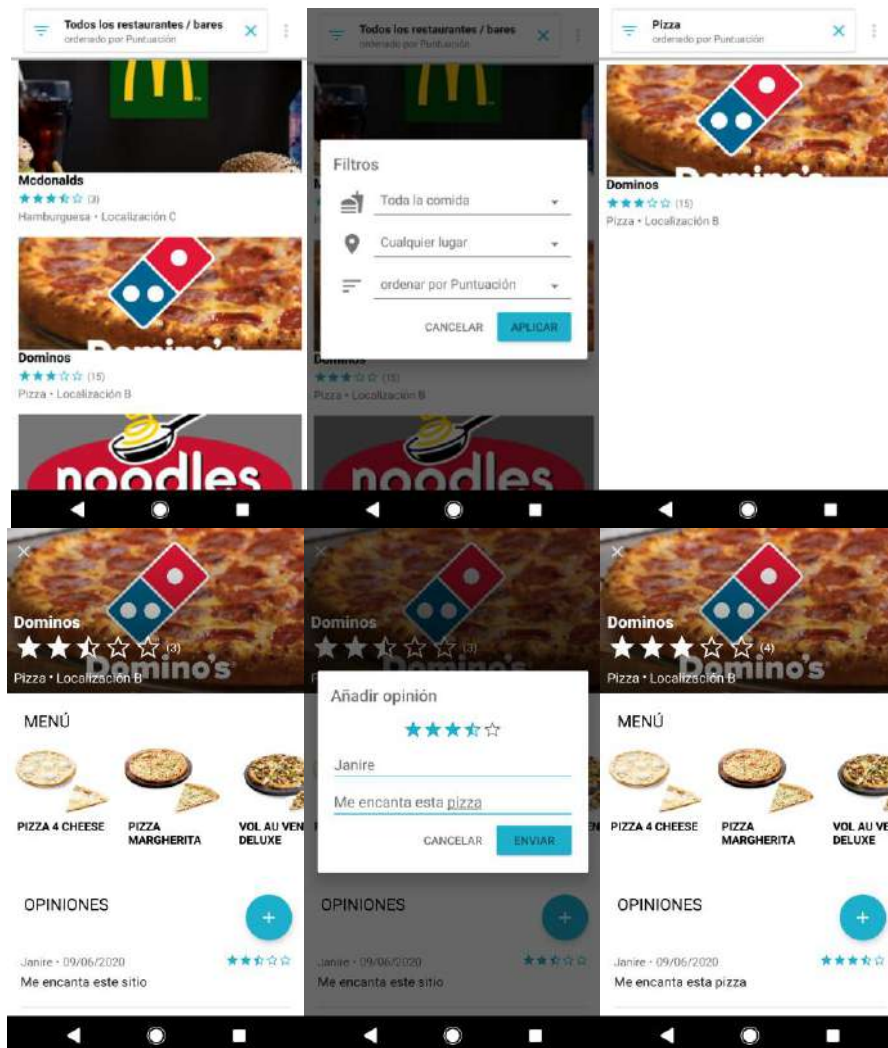 Todos los restaurantes / bares
ordenado por Puntuación
Mcdonalds
(3)
Hamburguesa • Localización C
Domino's
Dominos
(15)
Pizza • Localización B
noodles
Todos los restaurantes / bares
ordenado por Puntuación
Filtros
Toda la comida
Cualquier lugar
ordenar por Puntuación
CANCELAR
APLICAR
Dominos
(15)
Pizza • Localización B
noodles
Pizza
ordenado por Puntuación
Domino's
Dominos
(15)
Pizza • Localización B
Dominos
(3)
Domino's
Pizza • Localización B
MENÚ
PIZZA 4 CHEESE
PIZZA
MARGHERITA
VOL AU VEN
DELUXE
OPINIONES
+
Janire • 09/06/2020
Me encanta este sitio
Dominos
(3)
Domino's
Añadir opinión
Janire
Me encanta esta pizza
CANCELAR
ENVIAR
OPINIONES
+
Janire • 09/06/2020
Me encanta este sitio
Dominos
(4)
Domino's
Pizza • Localización B
MENÚ
PIZZA 4 CHEESE
PIZZA
MARGHERITA
VOL AU VE
DELUXE
OPINIONES
+
Janire • 09/06/2020
Me encanta esta pizza